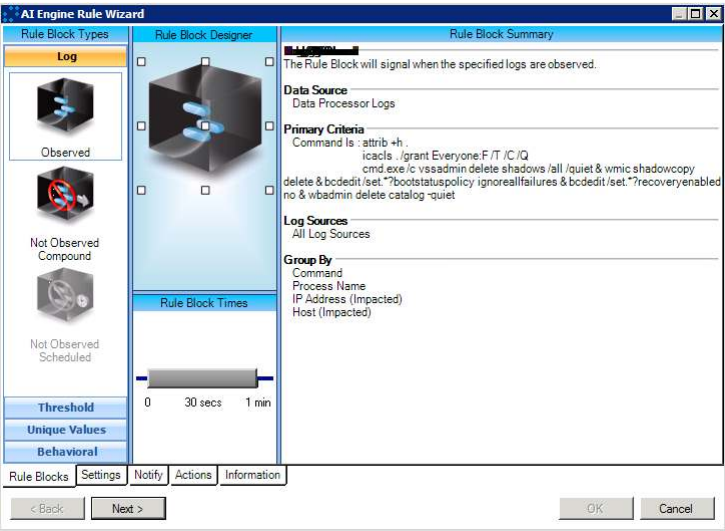 AI Engine Rule Wizard
Rule Block Types
Log
Observed
Not Observed
Compound
Not Observed
Scheduled
Threshold
Unique Values
Behavioral
Rule Block Designer
Rule Block Times
0 30 secs 1 min
Rule Block Summary
The Rule Block will signal when the specified logs are observed.
Data Source
Data Processor Logs
Primary Criteria
Command Is : attrib +h .
icacls . /grant Everyone:F /T /C /Q
cmd.exe /c vssadmin delete shadows /all /quiet & wmic shadowcopy
delete & bcdedit /set.*?bootstatuspolicy ignoreallfailures & bcdedit /set.*?recoveryenabled
no & wbadmin delete catalog -quiet
Log Sources
All Log Sources
Group By
Command
Process Name
IP Address (Impacted)
Host (Impacted)
Rule Blocks Settings Notify Actions Information
< Back Next > OK Cancel